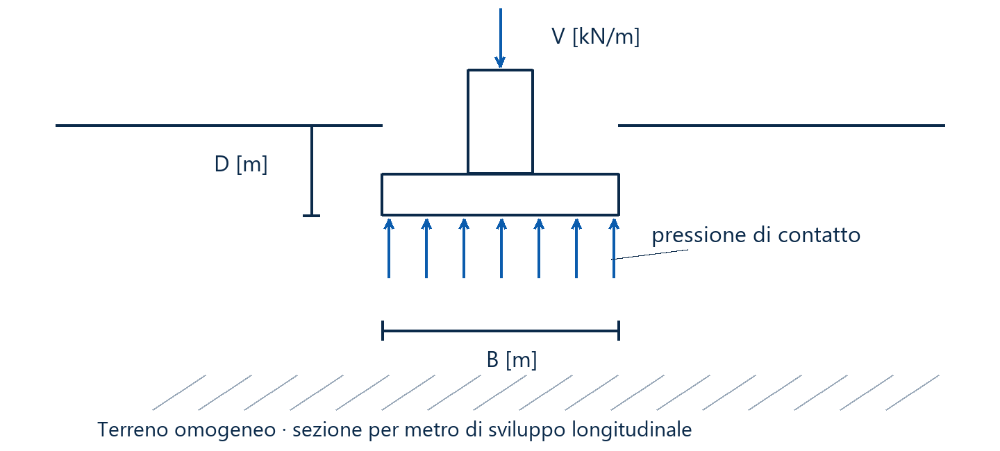 V [kN/m]
D [m]
pressione di contatto
B [m]
Terreno omogeneo · sezione per metro di sviluppo longitudinale